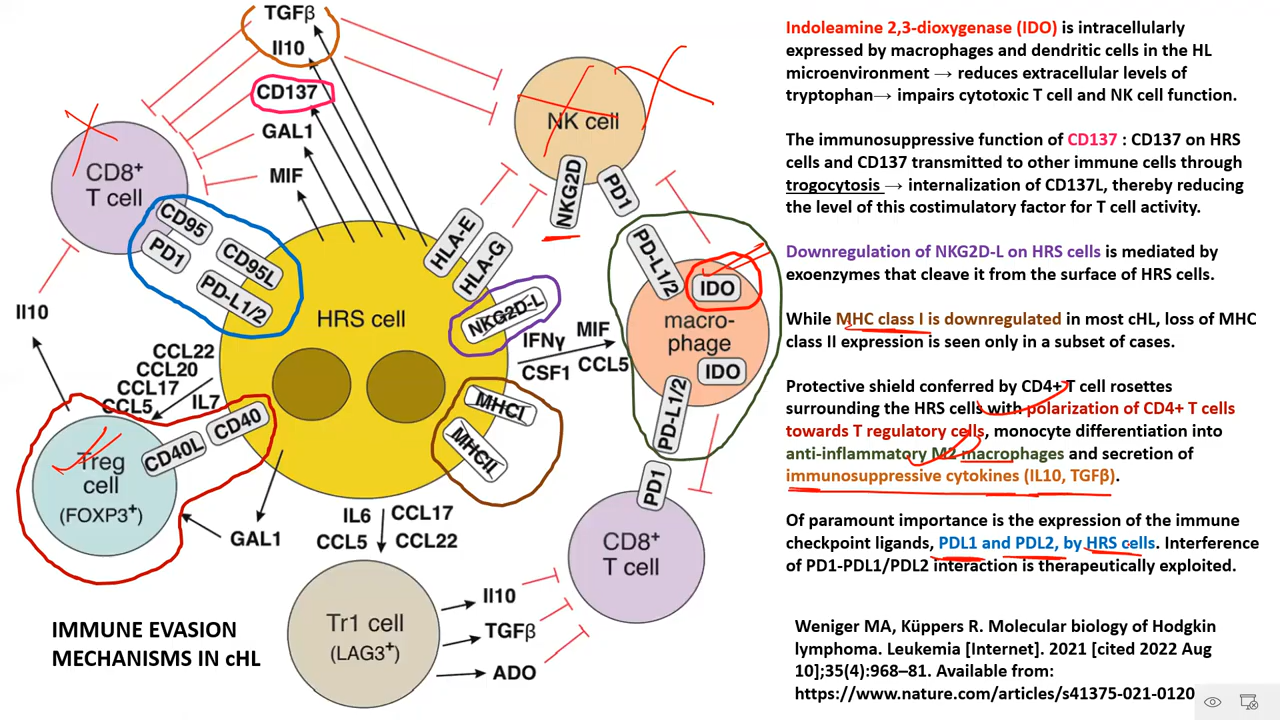 TGFβ
Il10
CD137
GAL1
MIF
CD8+
T cell
CD95
PD1
CD95L
PD-L1/2
Il10
CCL22
CCL20
CCL17
CCL5
IL7
Treg
cell
(FOXP3+)
CD40L
CD40
GAL1
HRS cell
HLA-E
HLA-G
NKG2D-L
MHCI
MHCII
NK cell
NKG2D
PD1
IFNγ
MIF
CSF1
CCL5
PD-L1/2
IDO
macro-
phage
IDO
PD-L1/2
PD1
CD8+
T cell
IL6
CCL17
CCL5
CCL22
Tr1 cell
(LAG3+)
Il10
TGFβ
ADO
IMMUNE EVASION
MECHANISMS IN cHL
Indoleamine 2,3-dioxygenase (IDO) is intracellularly
expressed by macrophages and dendritic cells in the HL
microenvironment → reduces extracellular levels of
tryptophan→ impairs cytotoxic T cell and NK cell function.
The immunosuppressive function of CD137 : CD137 on HRS
cells and CD137 transmitted to other immune cells through
trogocytosis → internalization of CD137L, thereby reducing
the level of this costimulatory factor for T cell activity.
Downregulation of NKG2D-L on HRS cells is mediated by
exoenzymes that cleave it from the surface of HRS cells.
While MHC class I is downregulated in most cHL, loss of MHC
class II expression is seen only in a subset of cases.
Protective shield conferred by CD4+ T cell rosettes
surrounding the HRS cells with polarization of CD4+ T cells
towards T regulatory cells, monocyte differentiation into
anti-inflammatory M2 macrophages and secretion of
immunosuppressive cytokines (IL10, TGFβ).
Of paramount importance is the expression of the immune
checkpoint ligands, PDL1 and PDL2, by HRS cells. Interference
of PD1-PDL1/PDL2 interaction is therapeutically exploited.
Weniger MA, Küppers R. Molecular biology of Hodgkin
lymphoma. Leukemia [Internet]. 2021 [cited 2022 Aug
10];35(4):968–81. Available from:
https://www.nature.com/articles/s41375-021-0120